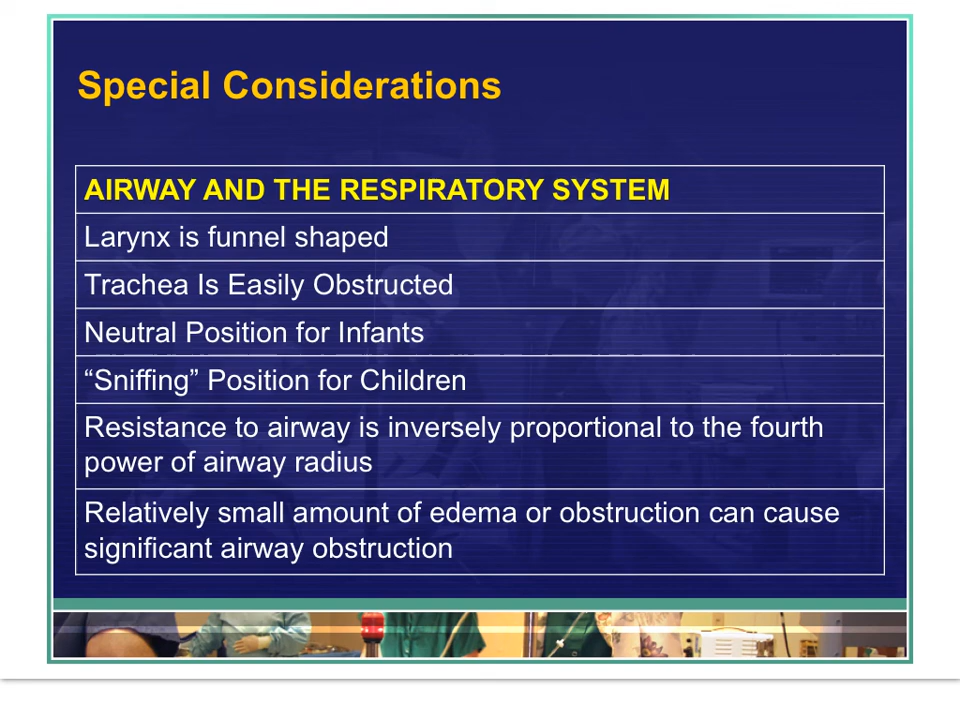 Special Considerations
AIRWAY AND THE RESPIRATORY SYSTEM
Larynx is funnel shaped
Trachea Is Easily Obstructed
Neutral Position for Infants
“Sniffing” Position for Children
Resistance to airway is inversely proportional to the fourth
power of airway radius
Relatively small amount of edema or obstruction can cause
significant airway obstruction